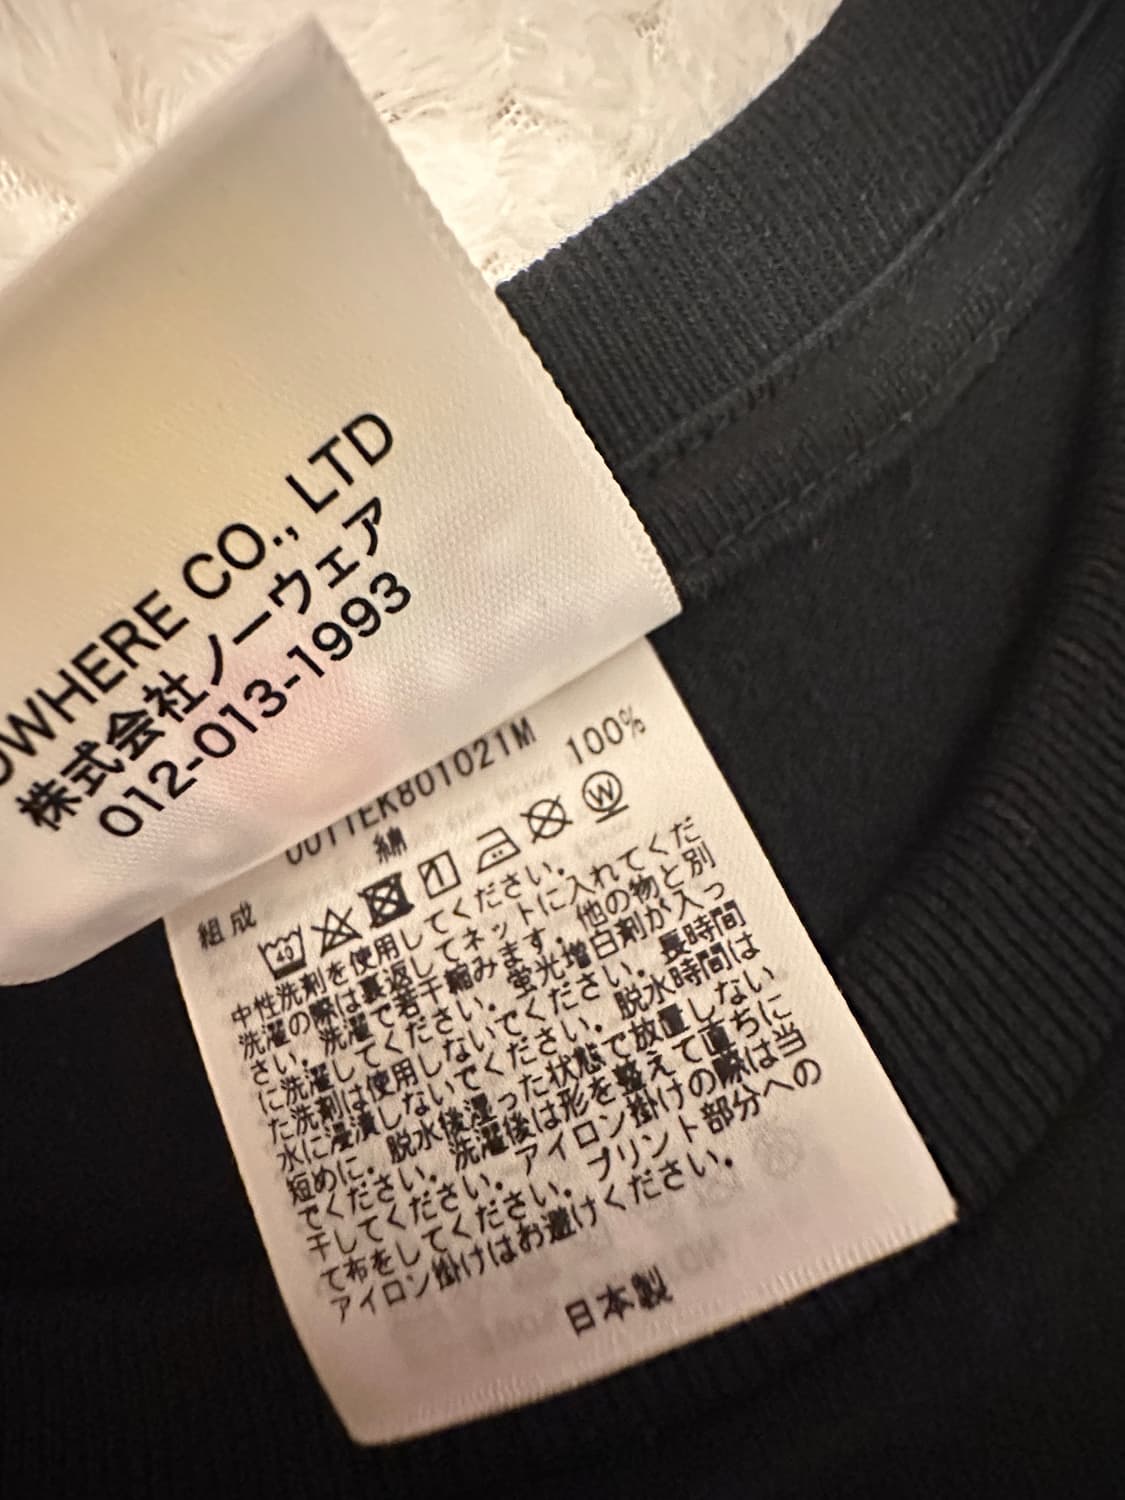 OWHERE CO., LTD
株式会社ノーウェア
012-013-1993
0011EK801021M
組成 綿 100%
40 W
中性洗剤を使用してください。
洗濯の際は裏返してネットに入れてくだ
さい。洗濯で若干縮みます。他の物と別
に洗濯してください。蛍光増白剤が入っ
た洗剤は使用しないでください。長時間
水に浸漬しないでください。脱水時間は
短めに。脱水後湿った状態で放置しない
でください。洗濯後は形を整えて直ちに
干してください。アイロン掛けの際は当
て布をしてください。プリント部分への
アイロン掛けはお避けください。
日本製